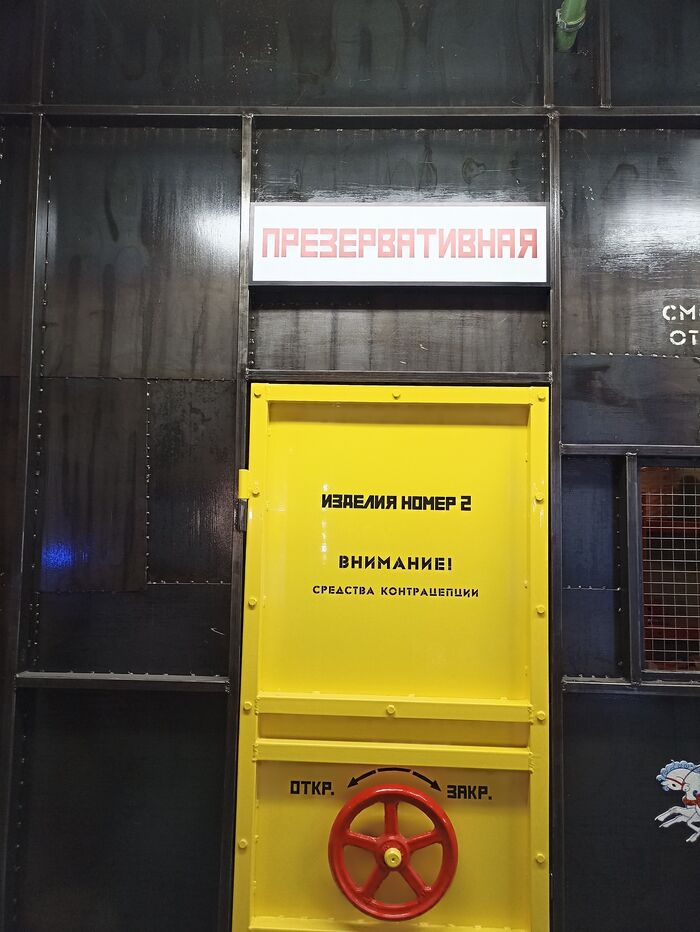 ПРЕЗЕРВАТИВНАЯ
ИЗДЕЛИЯ НОМЕР 2
ВНИМАНИЕ!
СРЕДСТВА КОНТРАЦЕПЦИИ
ОТКР. ЗАКР.